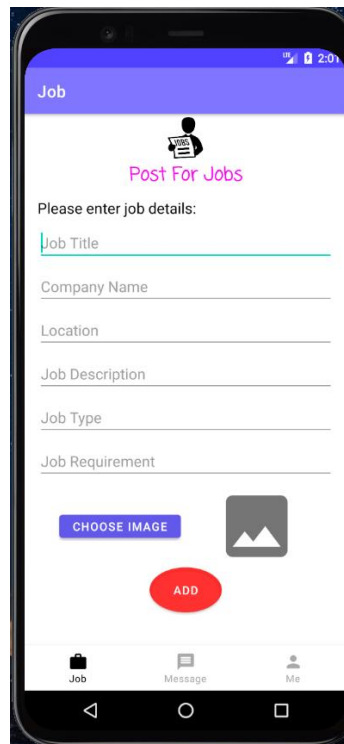 LTE 2:01
Job
JOBS
Post For Jobs
Please enter job details:
Job Title
Company Name
Location
Job Description
Job Type
Job Requirement
CHOOSE IMAGE
ADD
Job Message Me